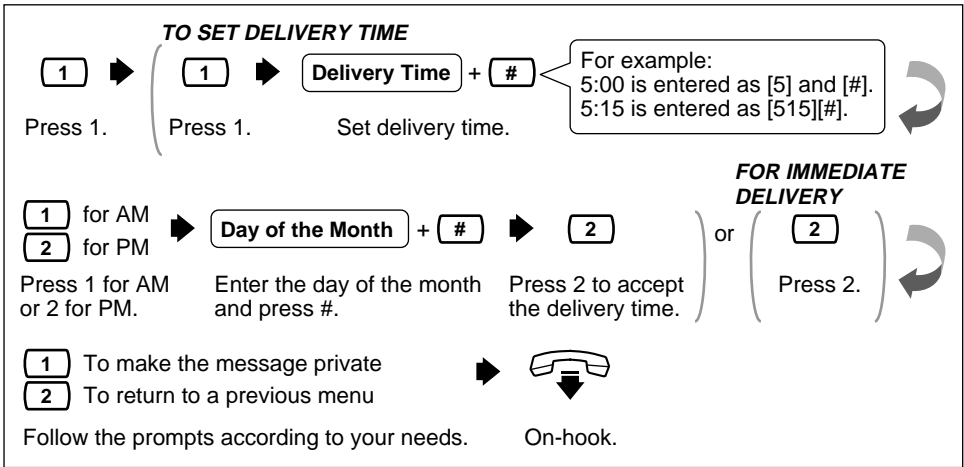 TO SET DELIVERY TIME
1 1 Delivery Time + #
For example:
5:00 is entered as [5] and [#].
5:15 is entered as [515][#].
Press 1. Press 1. Set delivery time.
FOR IMMEDIATE
DELIVERY
1 for AM
2 for PM
Day of the Month + # 2 or 2
Press 1 for AM
or 2 for PM.
Enter the day of the month
and press #.
Press 2 to accept
the delivery time.
Press 2.
1 To make the message private
2 To return to a previous menu
Follow the prompts according to your needs. On-hook.